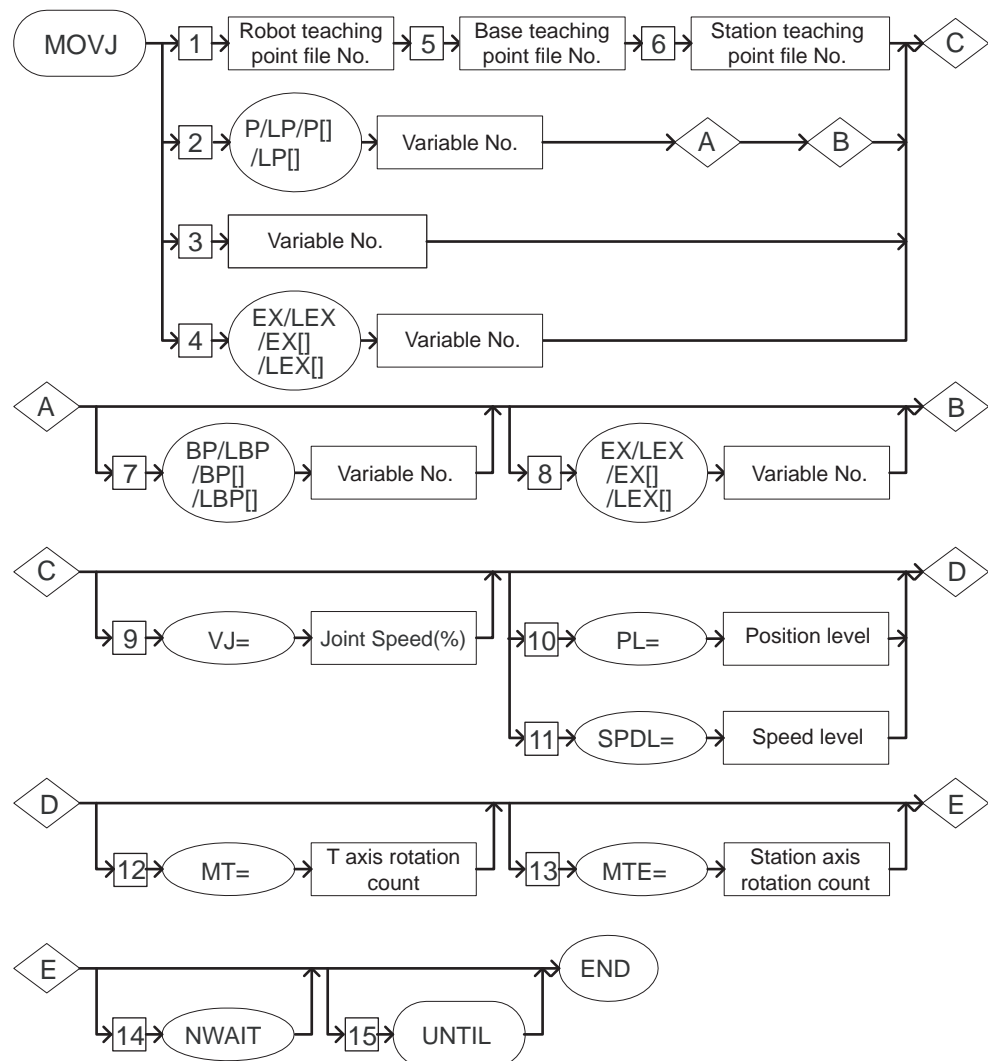 MOVJ
1
Robot teaching
point file No.
5
Base teaching
point file No.
6
Station teaching
point file No.
C
2
P/LP/P[]
/LP[]
Variable No.
A
B
3
Variable No.
4
EX/LEX
/EX[]
/LEX[]
Variable No.
A
7
BP/LBP
/BP[]
/LBP[]
Variable No.
8
EX/LEX
/EX[]
/LEX[]
Variable No.
B
C
9
VJ=
Joint Speed(%)
10
PL=
Position level
D
11
SPDL=
Speed level
D
12
MT=
T axis rotation
count
13
MTE=
Station axis
rotation count
E
E
14
NWAIT
15
UNTIL
END